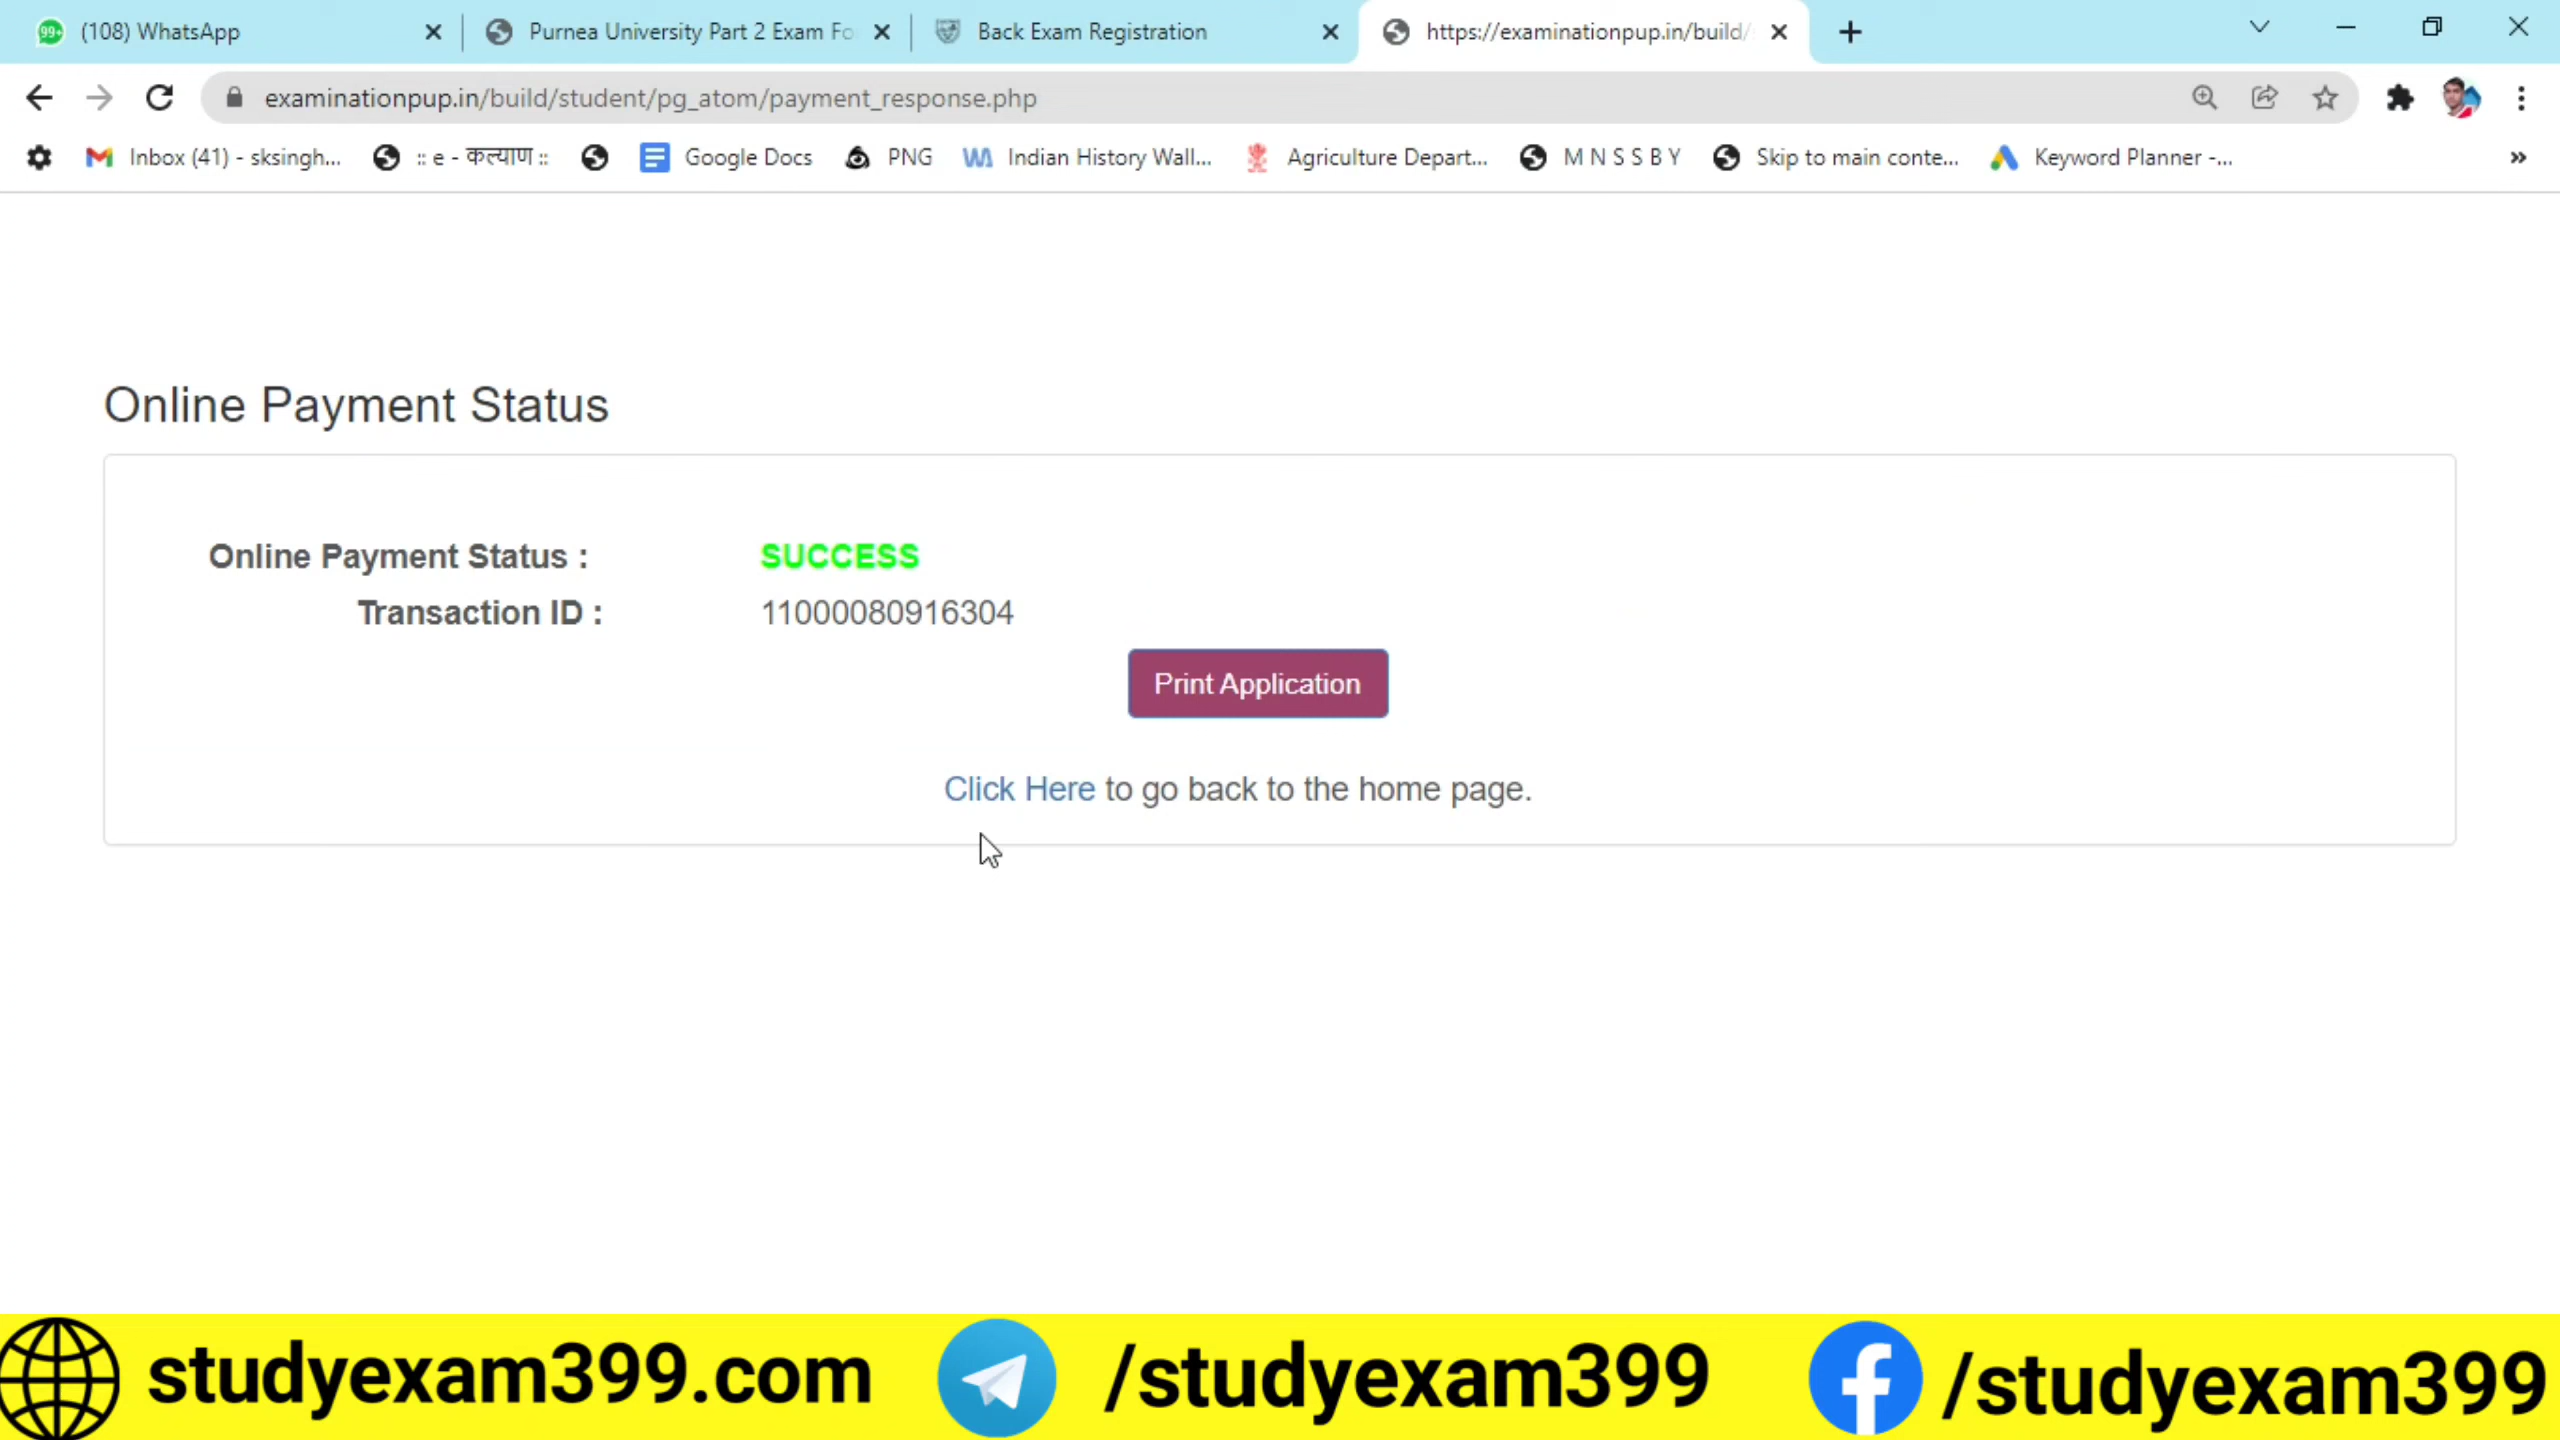 99+ (108) WhatsApp
Purnea University Part 2 Exam Fo
Back Exam Registration
https://examinationpup.in/build/
examinationpup.in/build/student/pg_atom/payment_response.php
Inbox (41) - sksingh...
:: e - कल्याण ::
Google Docs
PNG
Indian History Wall...
Agriculture Depart...
M N S S B Y
Skip to main conte...
Keyword Planner -...
»
Online Payment Status
Online Payment Status : SUCCESS
Transaction ID : 11000080916304
Print Application
Click Here to go back to the home page.
studyexam399.com /studyexam399 /studyexam399